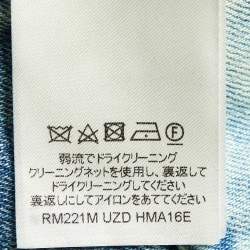 弱流でドライクリーニング
クリーニングネットを使用し、裏返して
ドライクリーニングしてください
裏返しにしてアイロンをあててください
RM221M UZD HMA16E